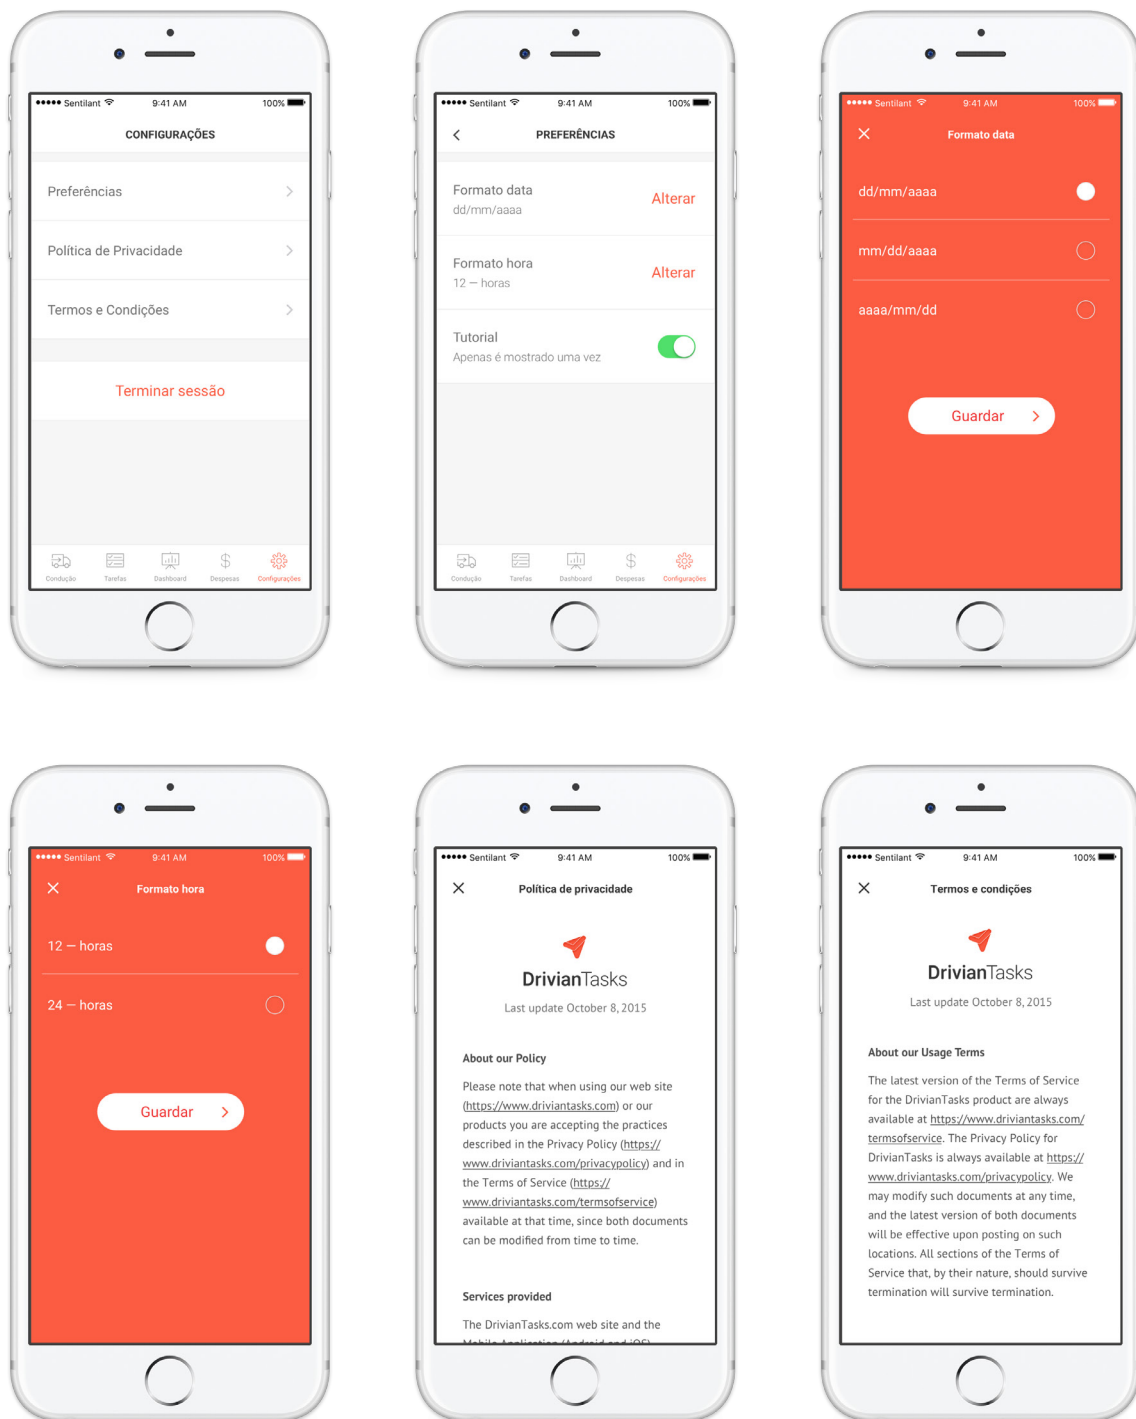 Sentilant 9:41 AM 100%
CONFIGURAÇÕES
Preferências
Política de Privacidade
Termos e Condições
Terminar sessão
Condução Tarefas Dashboard Despesas Configurações
Sentilant 9:41 AM 100%
PREFERÊNCIAS
Formato data
dd/mm/aaaa
Alterar
Formato hora
12 — horas
Alterar
Tutorial
Apenas é mostrado uma vez
Condução Tarefas Dashboard Despesas Configurações
Sentilant 9:41 AM 100%
Formato data
dd/mm/aaaa
mm/dd/aaaa
aaaa/mm/dd
Guardar
Sentilant 9:41 AM 100%
Formato hora
12 — horas
24 — horas
Guardar
Sentilant 9:41 AM 100%
Política de privacidade
DrivianTasks
Last update October 8, 2015
About our Policy
Please note that when using our web site
(https://www.driviantasks.com) or our
products you are accepting the practices
described in the Privacy Policy (https://
www.driviantasks.com/privacypolicy) and in
the Terms of Service (https://
www.driviantasks.com/termsofservice)
available at that time, since both documents
can be modified from time to time.
Services provided
The DrivianTasks.com web site and the
Mobile Application (Android and iOS)
Sentilant 9:41 AM 100%
Termos e condições
DrivianTasks
Last update October 8, 2015
About our Usage Terms
The latest version of the Terms of Service
for the DrivianTasks product are always
available at https://www.driviantasks.com/
termsofservice. The Privacy Policy for
DrivianTasks is always available at https://
www.driviantasks.com/privacypolicy. We
may modify such documents at any time,
and the latest version of both documents
will be effective upon posting on such
locations. All sections of the Terms of
Service that, by their nature, should survive
termination will survive termination.